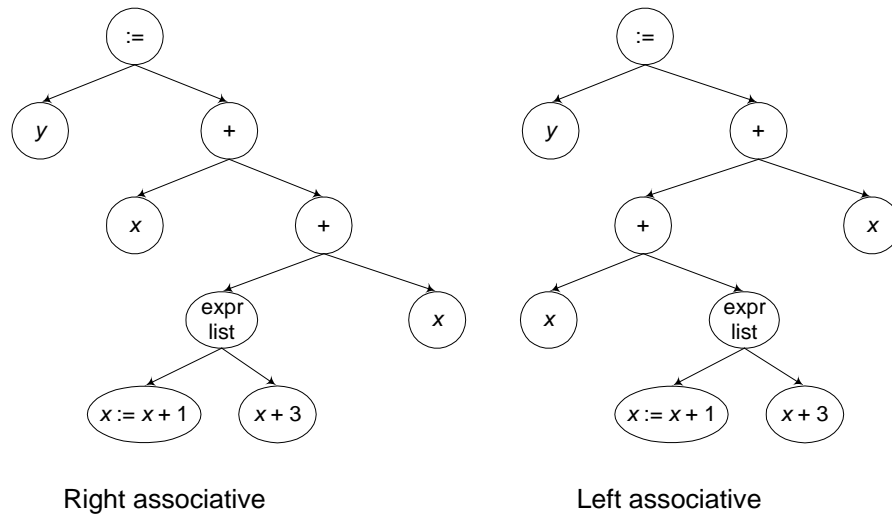 := :=
y + y +
x + + x
expr
list
x x
expr
list
x := x + 1 x + 3 x := x + 1 x + 3
Right associative Left associative